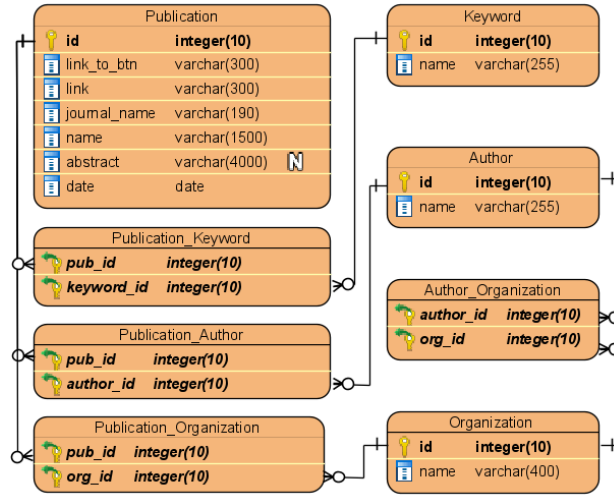 Publication
id integer(10)
link_to_btn varchar(300)
link varchar(300)
journal_name varchar(190)
name varchar(1500)
abstract varchar(4000) N
date date
Publication_Keyword
pub_id integer(10)
keyword_id integer(10)
Publication_Author
pub_id integer(10)
author_id integer(10)
Publication_Organization
pub_id integer(10)
org_id integer(10)
Keyword
id integer(10)
name varchar(255)
Author
id integer(10)
name varchar(255)
Author_Organization
author_id integer(10)
org_id integer(10)
Organization
id integer(10)
name varchar(400)